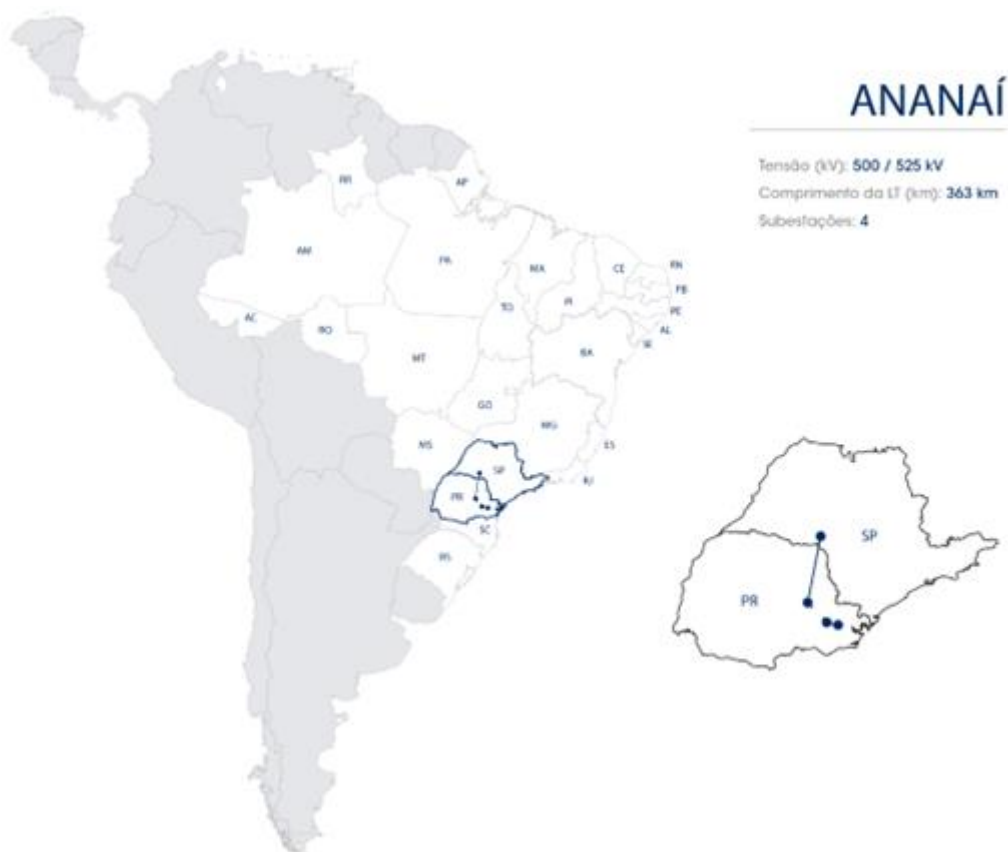 ANANAÍ
Tensão (kV): 500 / 525 kV
Comprimento da LT (km): 363 km
Subestações: 4
RR
AP
AM
PA
MA
CE
RN
PB
PI
PE
TO
AC
AL
RO
SE
BA
MT
GO
MG
MS
ES
SP
RJ
PR
SC
RS
SP
PR